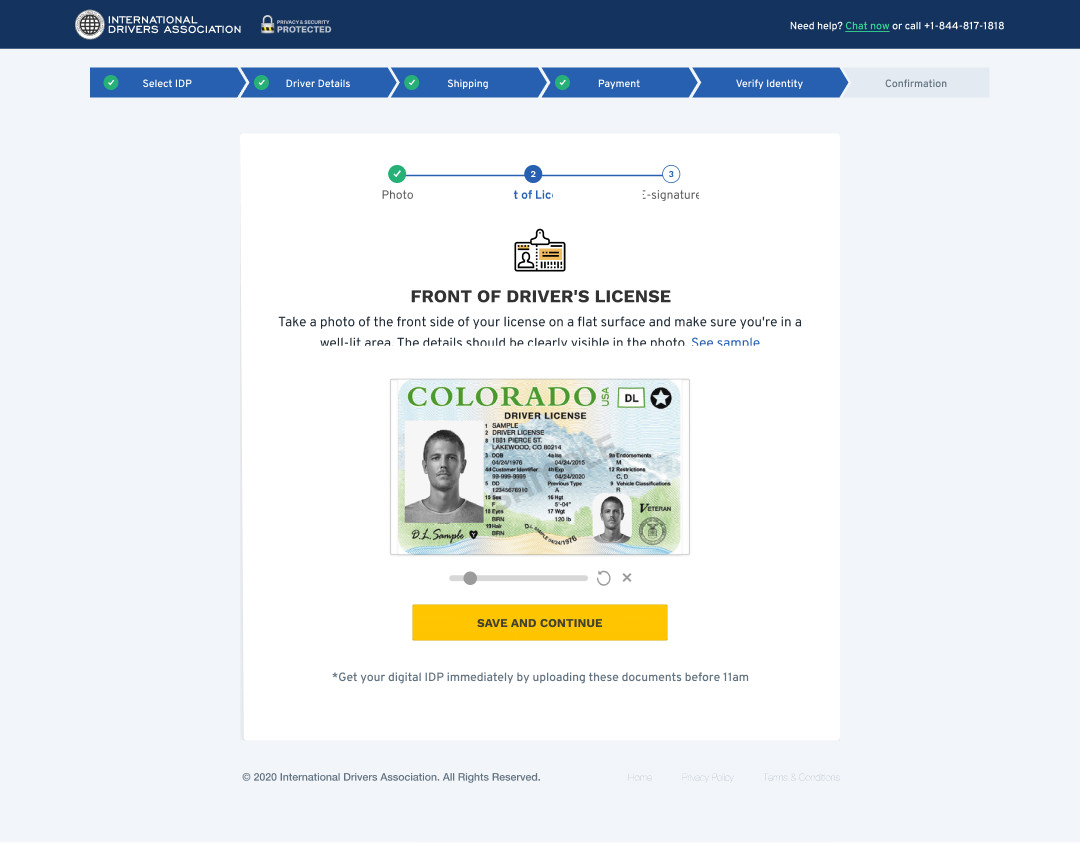 INTERNATIONAL
DRIVERS ASSOCIATION
PRIVACY & SECURITY
PROTECTED
Need help? Chat now or call +1-844-817-1818
Select IDP
Driver Details
Shipping
Payment
Verify Identity
Confirmation
2
3
Photo
t of Lic
E-signature
FRONT OF DRIVER'S LICENSE
Take a photo of the front side of your license on a flat surface and make sure you're in a
well-lit area. The details should be clearly visible in the photo. See sample
COLORADO USA DL
DRIVER LICENSE
1 SAMPLE
2 DRIVER LICENSE
8 1881 PIERCE ST.
LAKEWOOD, CO 80214
3 DOB 4a Iss 9a Endorsements
04/24/1976 04/24/2015 M
4d Customer Identifier 4b Exp 12 Restrictions
99-999-9999 04/24/2020 C, D
5 DD Previous Type 9 Vehicle Classifications
12345678910 A R
15 Sex 16 Hgt
F 5'-04"
18 Eyes 17 Wgt
BRN 120 lb
19 Hair
BRN
VETERAN
D.L. Sample
D.L. SAMPLE 04/24/1976
SAMPLE
SAVE AND CONTINUE
*Get your digital IDP immediately by uploading these documents before 11am
© 2020 International Drivers Association. All Rights Reserved.
Home Privacy Policy Terms & Conditions